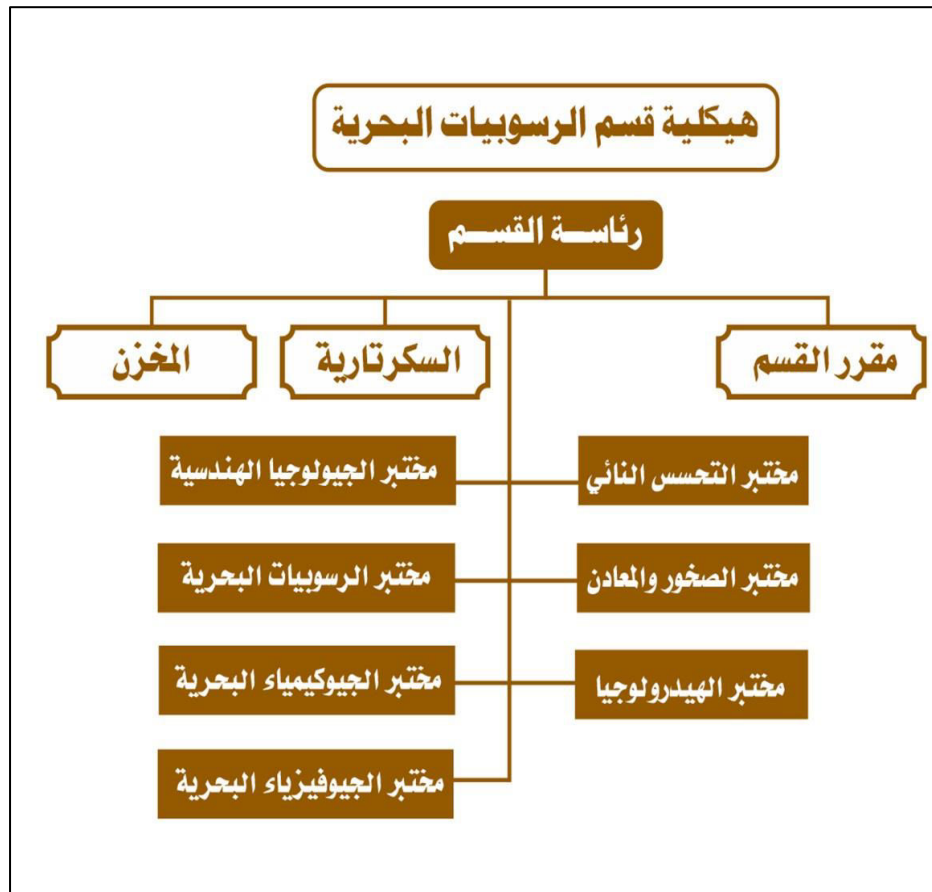 هيكلية قسم الرسوبيات البحرية
رئاسة القسم
مقرر القسم
السكرتارية
المخزن
مختبر التحسس النائي
مختبر الجيولوجيا الهندسية
مختبر الصخور والمعادن
مختبر الرسوبيات البحرية
مختبر الهيدرولوجيا
مختبر الجيوكيمياء البحرية
مختبر الجيوفيزياء البحرية